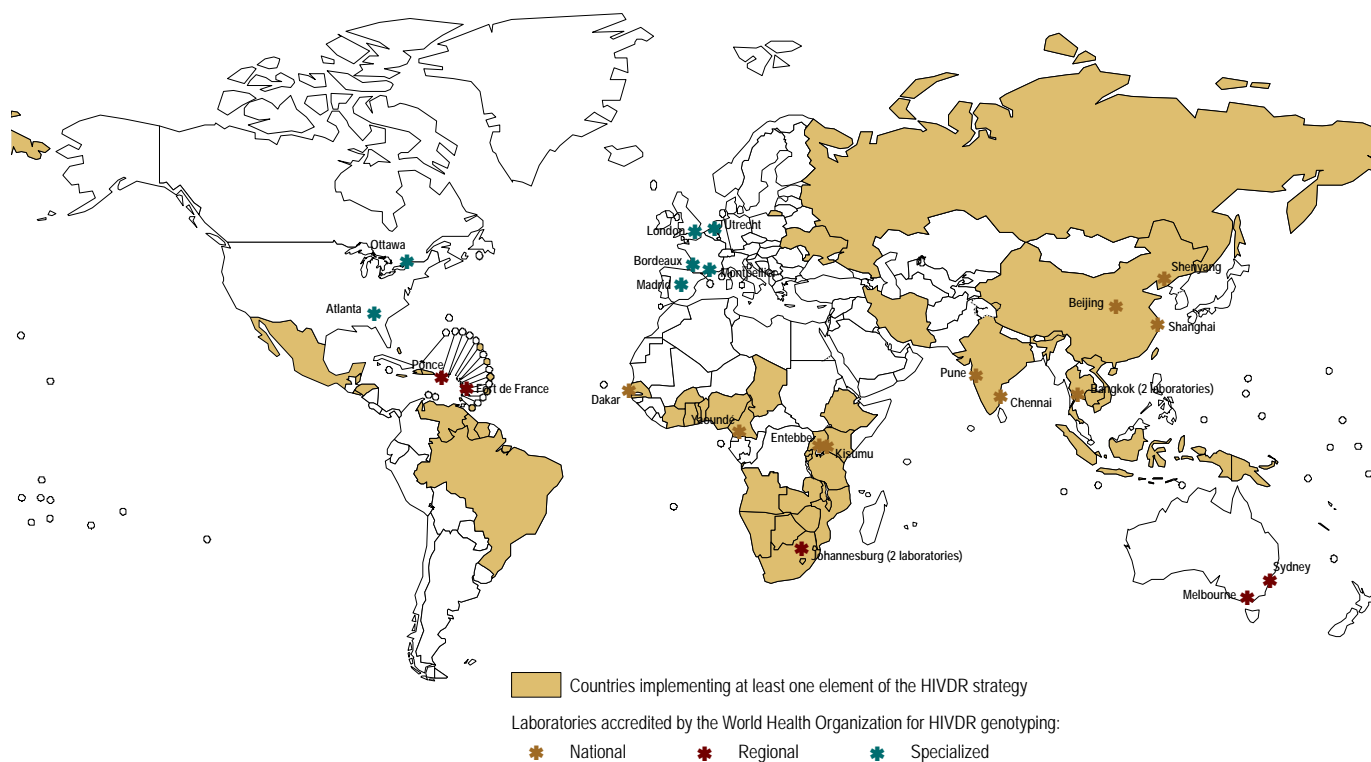 Ottawa
Atlanta
Ponce
Fort de France
London
Utrecht
Bordeaux
Montpellier
Madrid
Dakar
Yaoundé
Entebbe
Kisumu
Johannesburg (2 laboratories)
Shenyang
Beijing
Shanghai
Pune
Chennai
Bangkok (2 laboratories)
Sydney
Melbourne
Countries implementing at least one element of the HIVDR strategy
Laboratories accredited by the World Health Organization for HIVDR genotyping:
National Regional Specialized